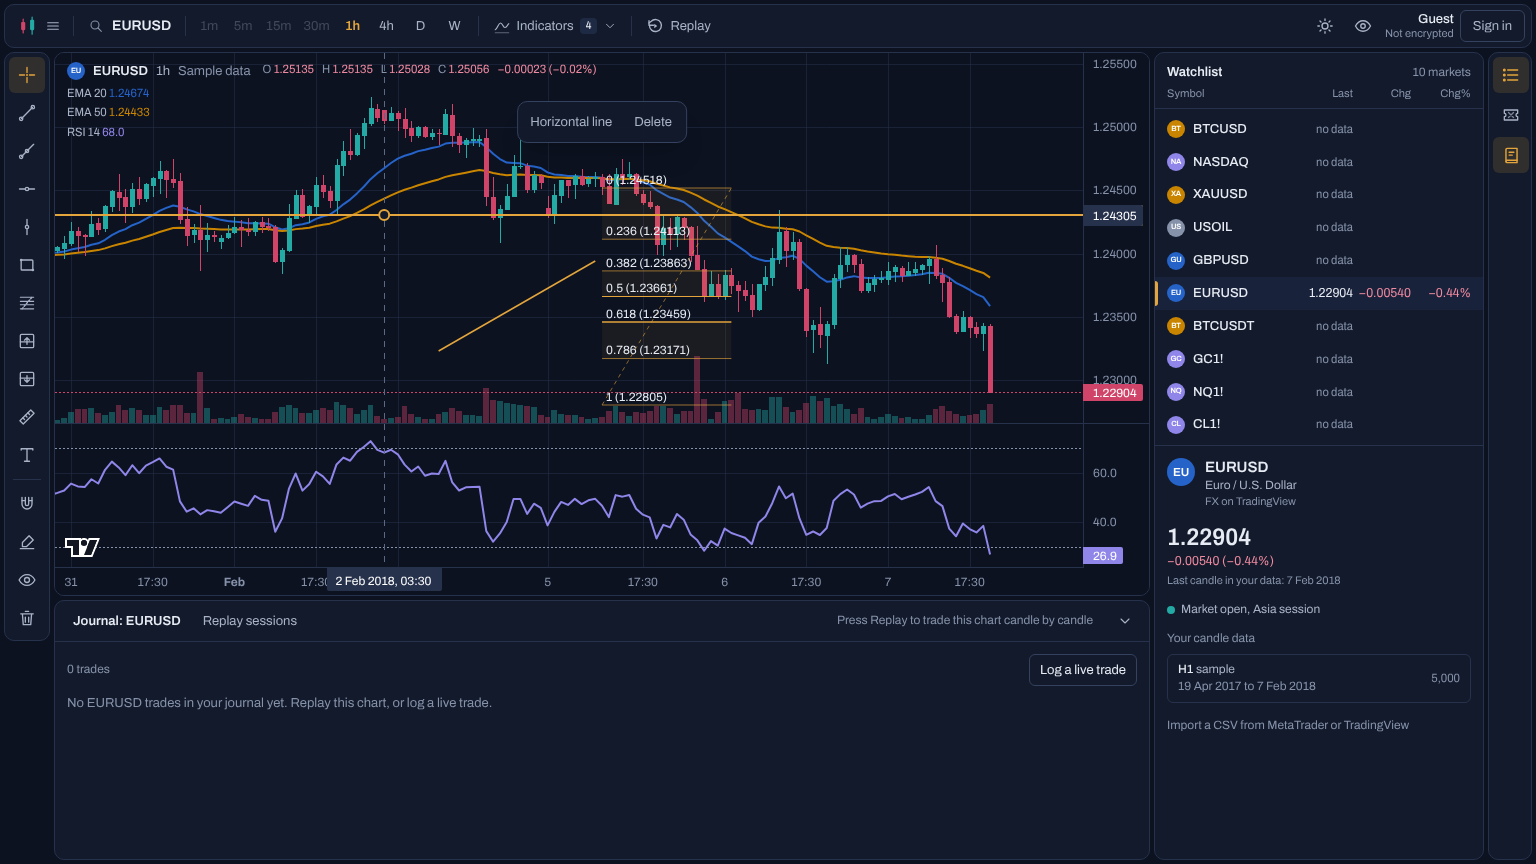 EURUSD 1m 5m 15m 30m 1h 4h D W Indicators 4 Replay
Guest
Not encrypted
Sign in
EU EURUSD 1h Sample data O 1.25135 H 1.25135 L 1.25028 C 1.25056 −0.00023 (−0.02%)
EMA 20 1.24674
EMA 50 1.24433
RSI 14 68.0
Horizontal line Delete
0 (1.24518)
0.236 (1.24113)
0.382 (1.23863)
0.5 (1.23661)
0.618 (1.23459)
0.786 (1.23171)
1 (1.22805)
1.25500
1.25000
1.24500
1.24305
1.24000
1.23500
1.23000
1.22904
60.0
40.0
26.9
31 17:30 Feb 17:30 2 Feb 2018, 03:30 5 17:30 6 17:30 7 17:30
Journal: EURUSD Replay sessions Press Replay to trade this chart candle by candle
0 trades
Log a live trade
No EURUSD trades in your journal yet. Replay this chart, or log a live trade.
Watchlist 10 markets
Symbol Last Chg Chg%
BT BTCUSD no data
NA NASDAQ no data
XA XAUUSD no data
US USOIL no data
GU GBPUSD no data
EU EURUSD 1.22904 −0.00540 −0.44%
BT BTCUSDT no data
GC GC1! no data
NQ NQ1! no data
CL CL1! no data
EU EURUSD
Euro / U.S. Dollar
FX on TradingView
1.22904
−0.00540 (−0.44%)
Last candle in your data: 7 Feb 2018
Market open, Asia session
Your candle data
H1 sample
19 Apr 2017 to 7 Feb 2018
5,000
Import a CSV from MetaTrader or TradingView